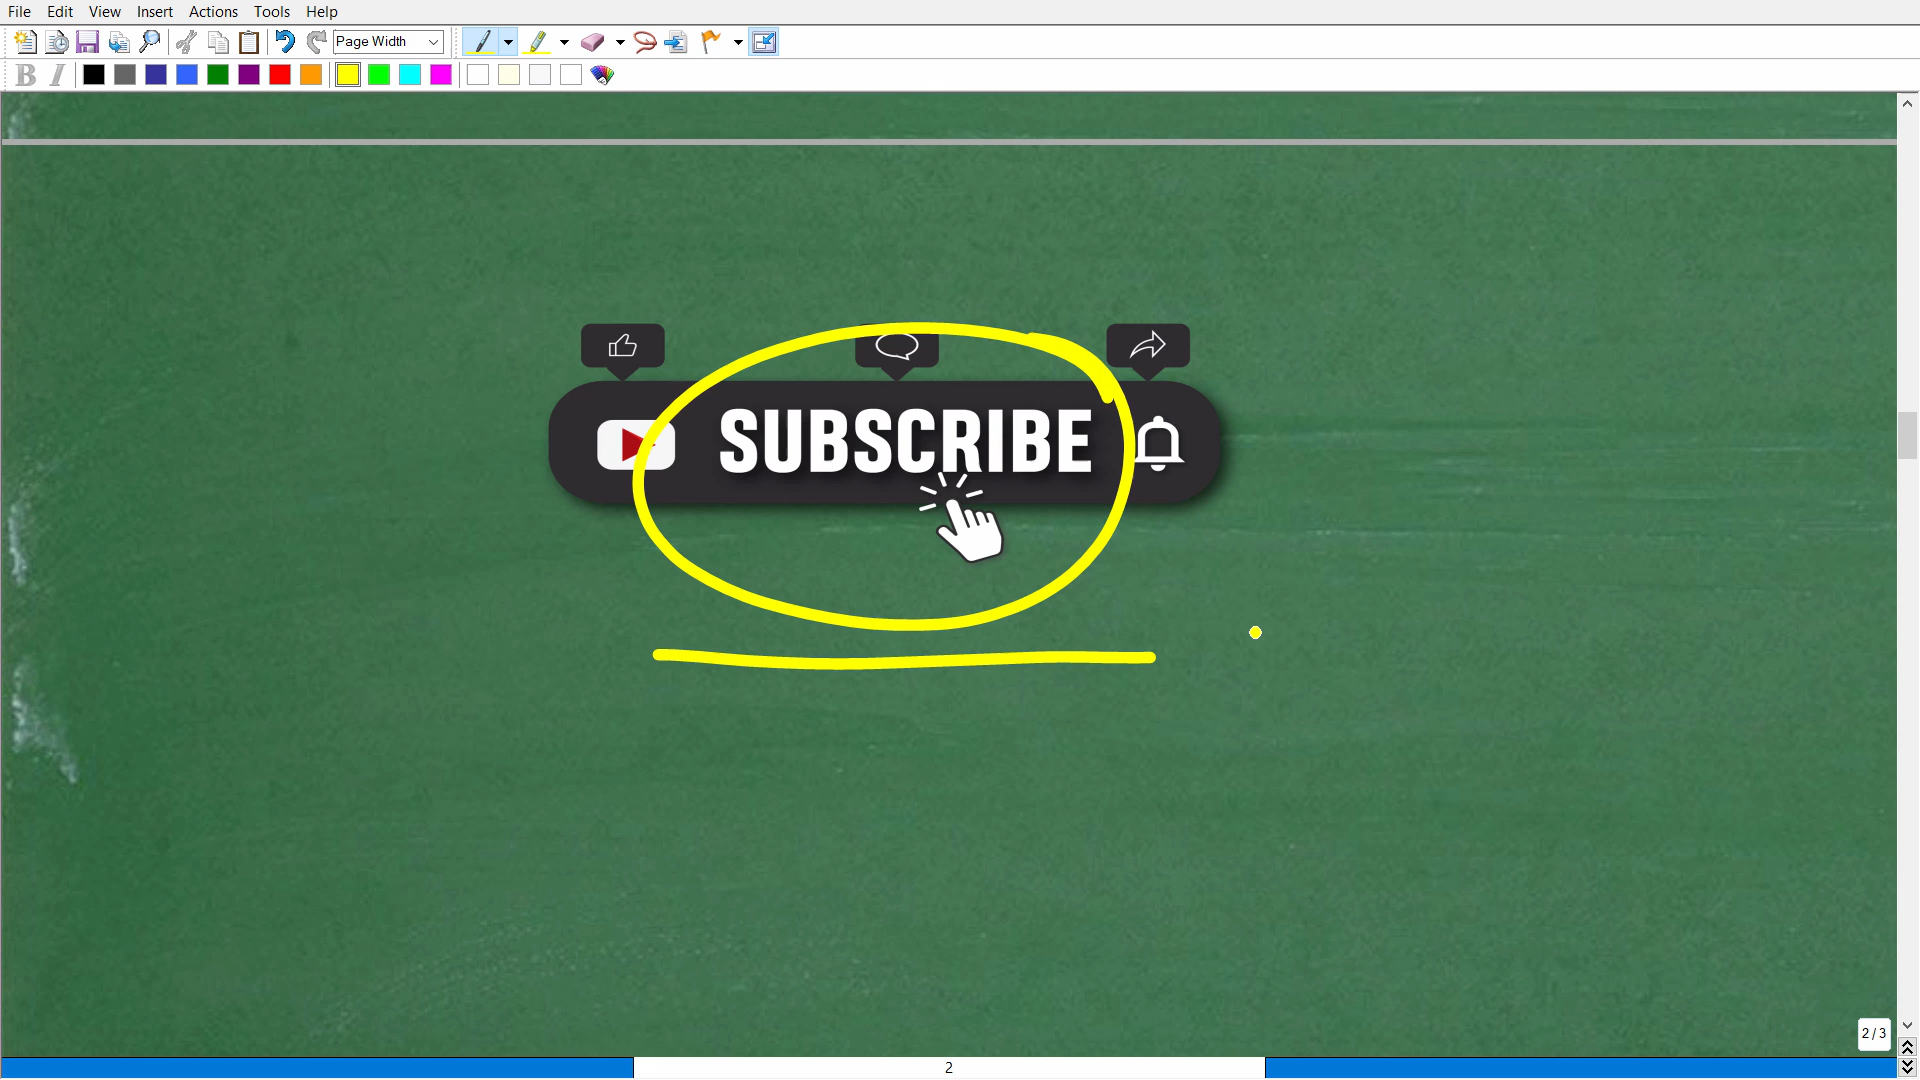 File Edit View Insert Actions Tools Help
Page Width
B I
SUBSCRIBE
2 / 3
2